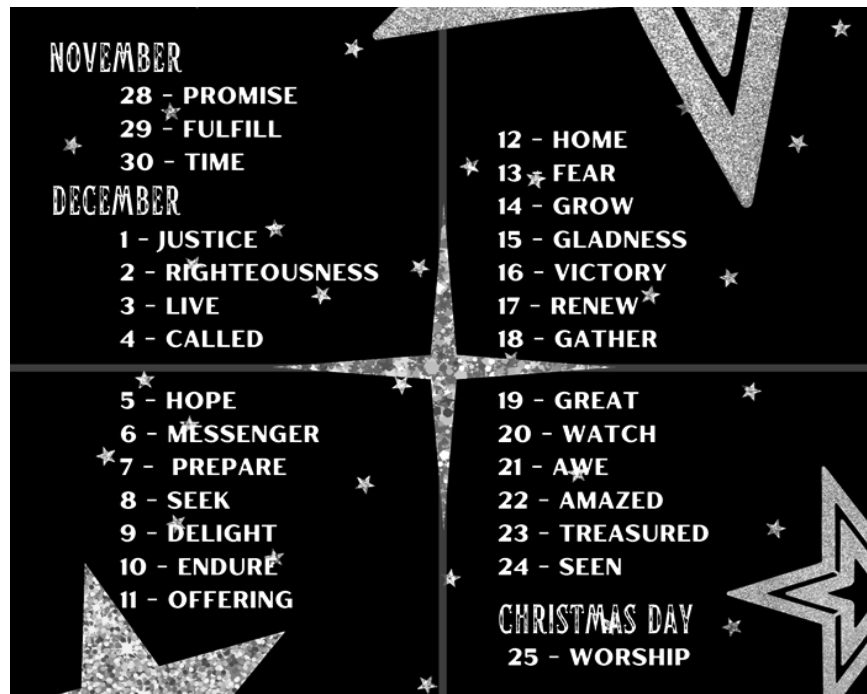 NOVEMBER
28 - PROMISE
29 - FULFILL
30 - TIME
DECEMBER
1 - JUSTICE
2 - RIGHTEOUSNESS
3 - LIVE
4 - CALLED
5 - HOPE
6 - MESSENGER
7 - PREPARE
8 - SEEK
9 - DELIGHT
10 - ENDURE
11 - OFFERING
12 - HOME
13 - FEAR
14 - GROW
15 - GLADNESS
16 - VICTORY
17 - RENEW
18 - GATHER
19 - GREAT
20 - WATCH
21 - AWE
22 - AMAZED
23 - TREASURED
24 - SEEN
CHRISTMAS DAY
25 - WORSHIP